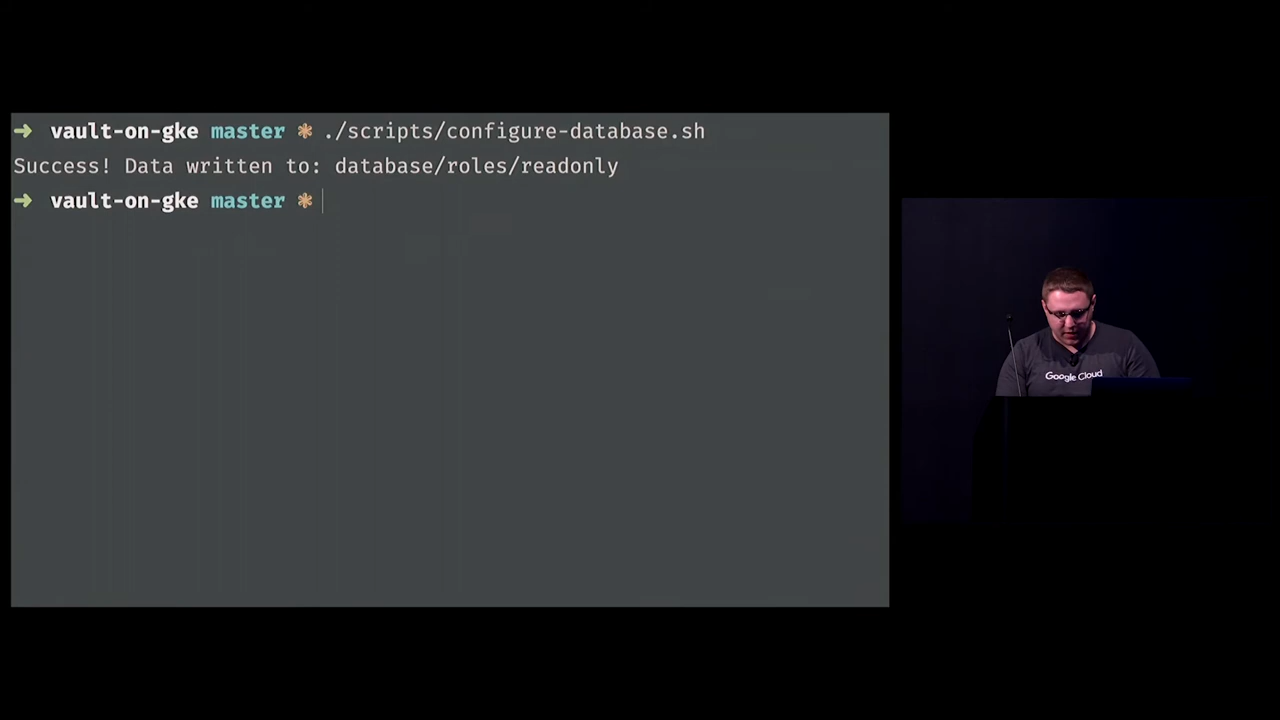 ➜ vault-on-gke master ❃ ./scripts/configure-database.sh
Success! Data written to: database/roles/readonly
➜ vault-on-gke master ❃
Google Cloud